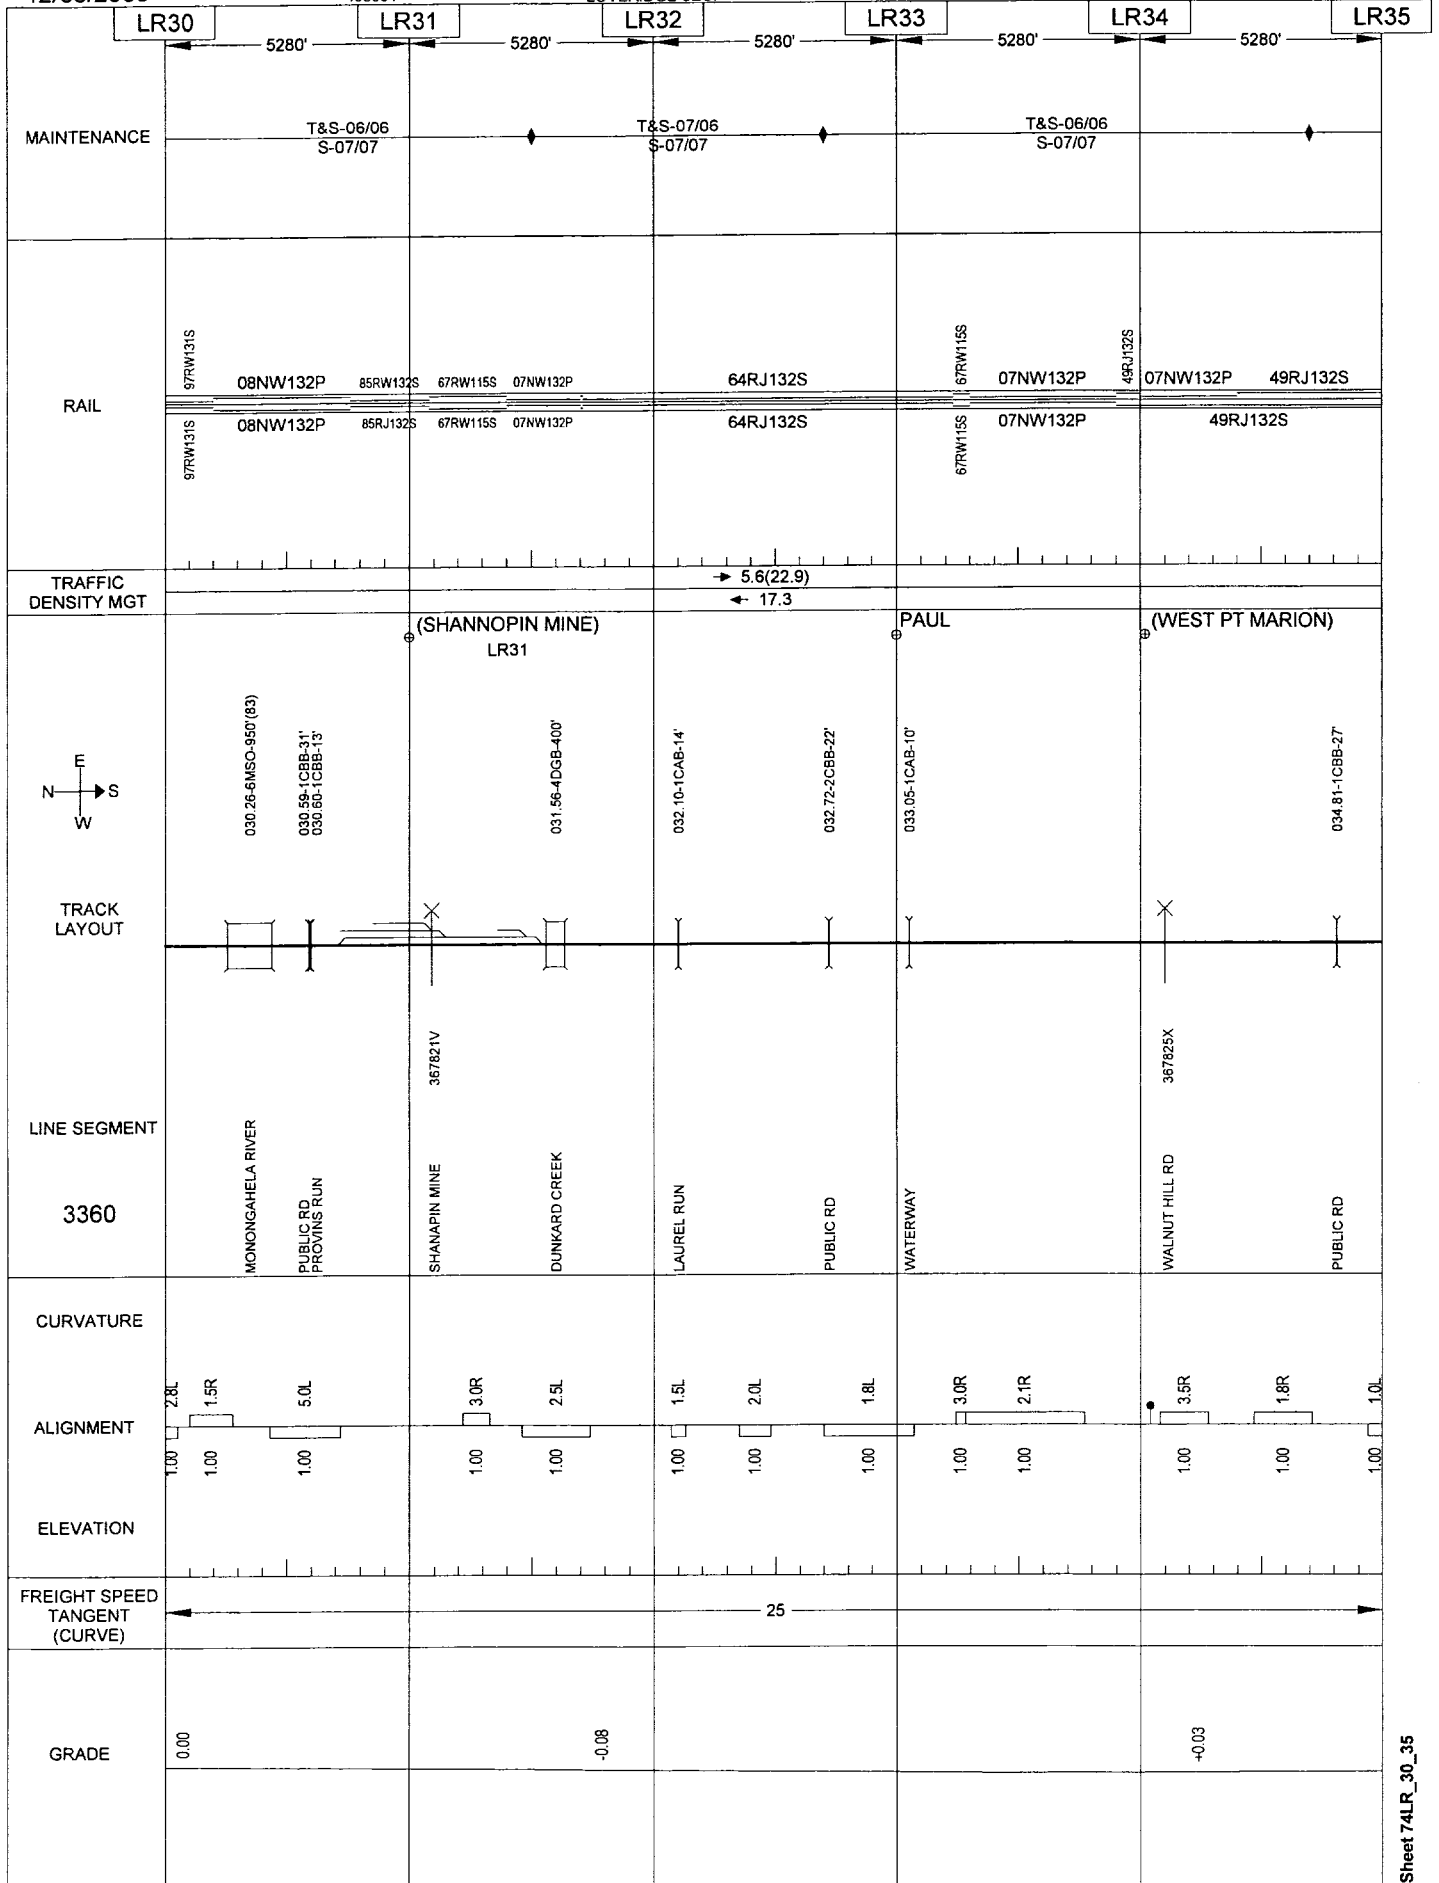 LR30 LR31 LR32 LR33 LR34 LR35
5280' 5280' 5280' 5280' 5280'
MAINTENANCE
T&S-06/06 T&S-07/06 T&S-06/06
S-07/07 S-07/07 S-07/07
RAIL
97RW131S 08NW132P 85RW132S 67RW115S 07NW132P 64RJ132S 67RW115S 07NW132P 49RJ132S 07NW132P 49RJ132S
97RW131S 08NW132P 85RJ132S 67RW115S 07NW132P 64RJ132S 67RW115S 07NW132P 49RJ132S
TRAFFIC
DENSITY MGT
→ 5.6(22.9)
← 17.3
(SHANNOPIN MINE) PAUL (WEST PT MARION)
LR31
030.26-6MSO-950'(83)
030.59-1CBB-31'
030.60-1CBB-13'
031.56-4DGB-400'
032.10-1CAB-14'
032.72-2CBB-22'
033.05-1CAB-10'
034.81-1CBB-27'
E
N S
W
TRACK
LAYOUT
367821V 367825X
LINE SEGMENT
3360
MONONGAHELA RIVER
PUBLIC RD
PROVINS RUN
SHANAPIN MINE
DUNKARD CREEK
LAUREL RUN
PUBLIC RD
WATERWAY
WALNUT HILL RD
PUBLIC RD
CURVATURE
2.8L 1.5R 5.0L 3.0R 2.5L 1.5L 2.0L 1.8L 3.0R 2.1R 3.5R 1.8R 1.0L
ALIGNMENT
1.00 1.00 1.00 1.00 1.00 1.00 1.00 1.00 1.00 1.00 1.00 1.00 1.00
ELEVATION
FREIGHT SPEED
TANGENT
(CURVE)
25
GRADE
0.00 -0.08 +0.03
Sheet 74LR_30_35